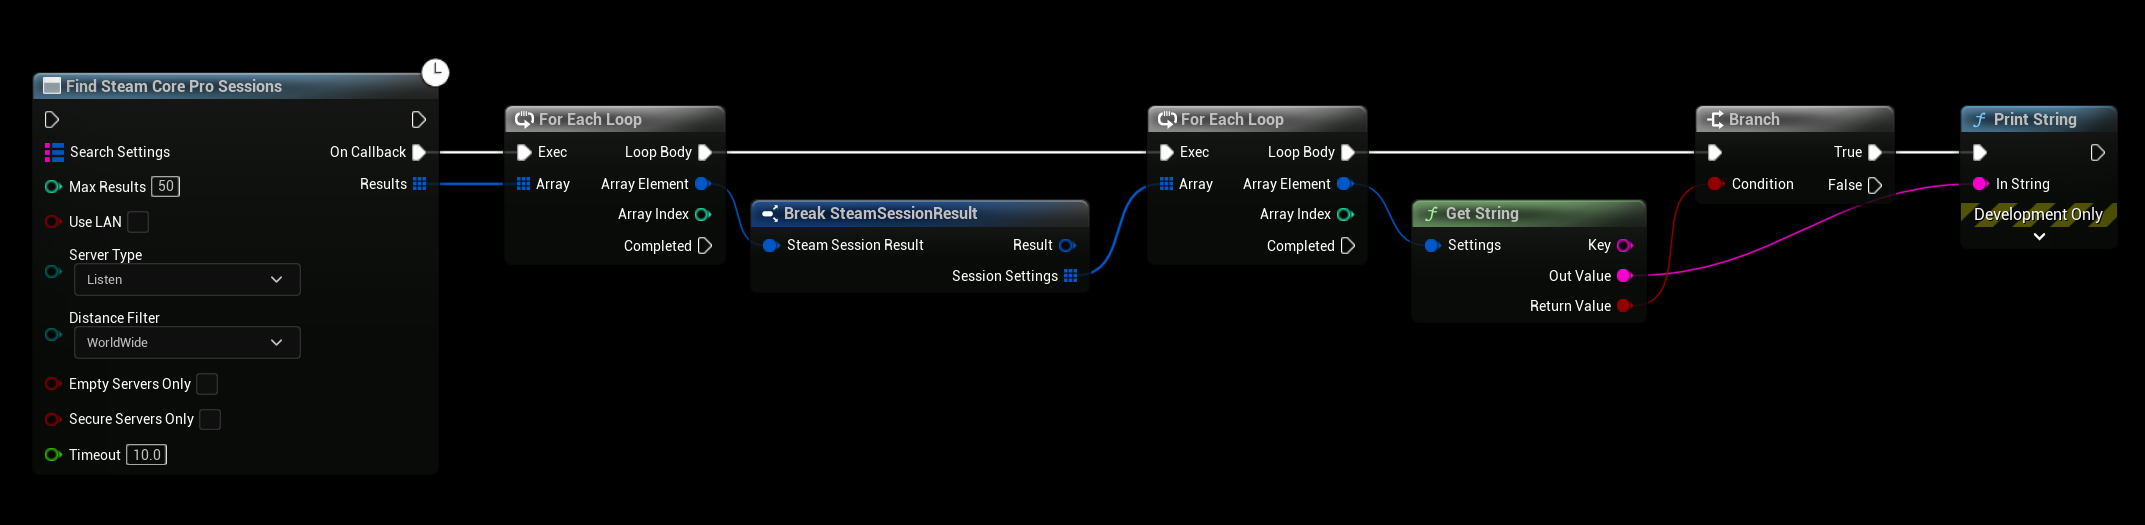 Find Steam Core Pro Sessions
Search Settings
On Callback
Max Results 50
Results
Use LAN
Server Type
Listen
Distance Filter
WorldWide
Empty Servers Only
Secure Servers Only
Timeout 10.0
For Each Loop
Exec
Loop Body
Array
Array Element
Array Index
Completed
Break SteamSessionResult
Steam Session Result
Result
Session Settings
For Each Loop
Exec
Loop Body
Array
Array Element
Array Index
Completed
f Get String
Settings
Key
Out Value
Return Value
Branch
True
Condition
False
f Print String
In String
Development Only